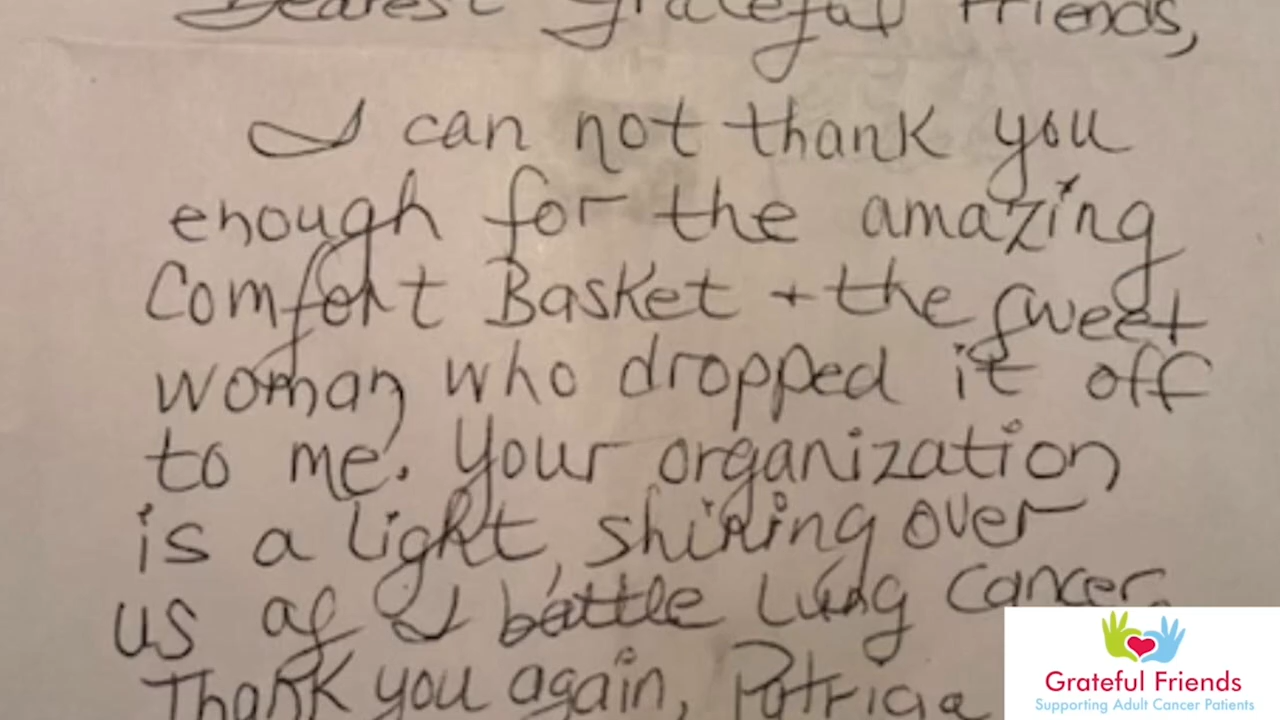 Dearest Grateful Friends,
I can not thank you
enough for the amazing
Comfort Basket + the sweet
woman who dropped it off
to me. Your organization
is a light, shining over
us as I battle Lung Cancer.
Thank you again, Patricia
Grateful Friends
Supporting Adult Cancer Patients